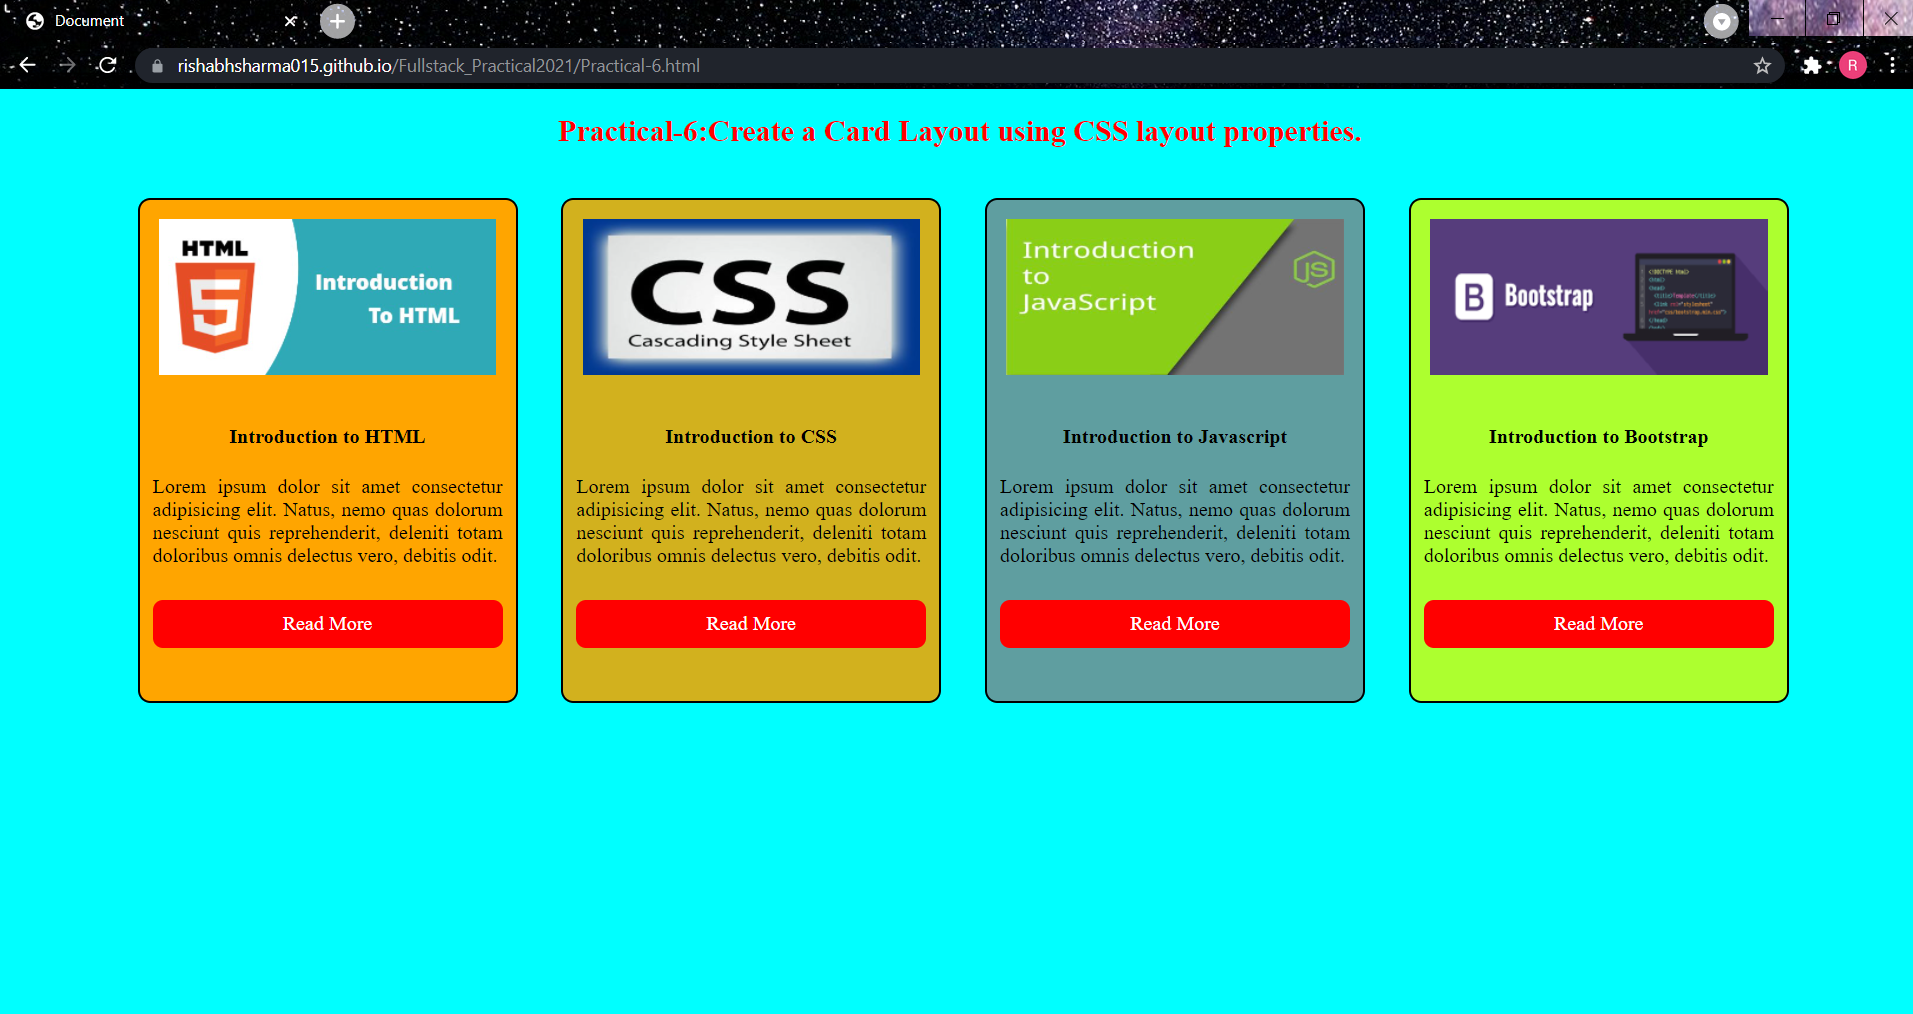 Document
rishabhsharma015.github.io/Fullstack_Practical2021/Practical-6.html
R
Practical-6:Create a Card Layout using CSS layout properties.
HTML
5
Introduction
To HTML
Introduction to HTML
Lorem ipsum dolor sit amet consectetur
adipisicing elit. Natus, nemo quas dolorum
nesciunt quis reprehenderit, deleniti totam
doloribus omnis delectus vero, debitis odit.
Read More
CSS
Cascading Style Sheet
Introduction to CSS
Lorem ipsum dolor sit amet consectetur
adipisicing elit. Natus, nemo quas dolorum
nesciunt quis reprehenderit, deleniti totam
doloribus omnis delectus vero, debitis odit.
Read More
Introduction
to
JavaScript
JS
Introduction to Javascript
Lorem ipsum dolor sit amet consectetur
adipisicing elit. Natus, nemo quas dolorum
nesciunt quis reprehenderit, deleniti totam
doloribus omnis delectus vero, debitis odit.
Read More
B Bootstrap
Introduction to Bootstrap
Lorem ipsum dolor sit amet consectetur
adipisicing elit. Natus, nemo quas dolorum
nesciunt quis reprehenderit, deleniti totam
doloribus omnis delectus vero, debitis odit.
Read More